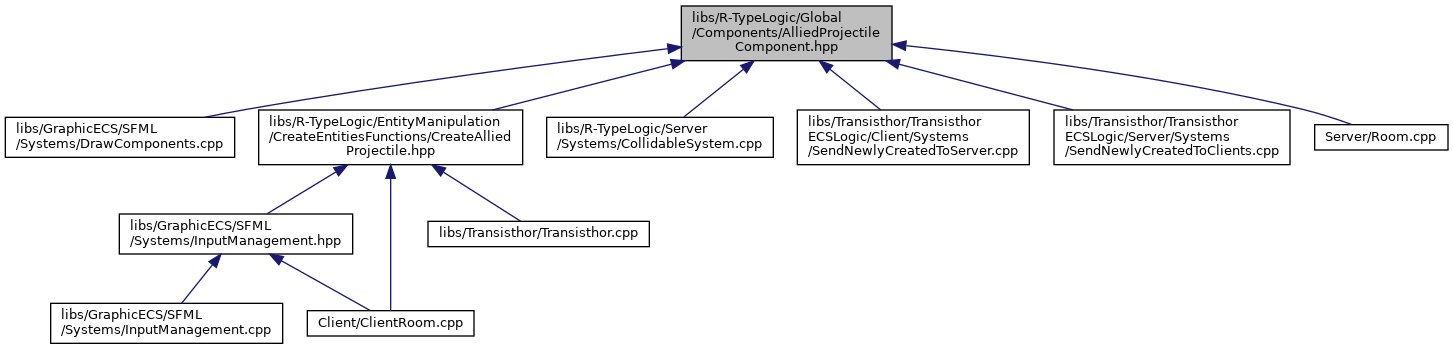 libs/R-TypeLogic/Global
/Components/AlliedProjectile
Component.hpp
libs/GraphicECS/SFML
/Systems/DrawComponents.cpp
libs/R-TypeLogic/EntityManipulation
/CreateEntitiesFunctions/CreateAllied
Projectile.hpp
libs/R-TypeLogic/Server
/Systems/CollidableSystem.cpp
libs/Transisthor/Transisthor
ECSLogic/Client/Systems
/SendNewlyCreatedToServer.cpp
libs/Transisthor/Transisthor
ECSLogic/Server/Systems
/SendNewlyCreatedToClients.cpp
Server/Room.cpp
libs/GraphicECS/SFML
/Systems/InputManagement.hpp
libs/Transisthor/Transisthor.cpp
libs/GraphicECS/SFML
/Systems/InputManagement.cpp
Client/ClientRoom.cpp